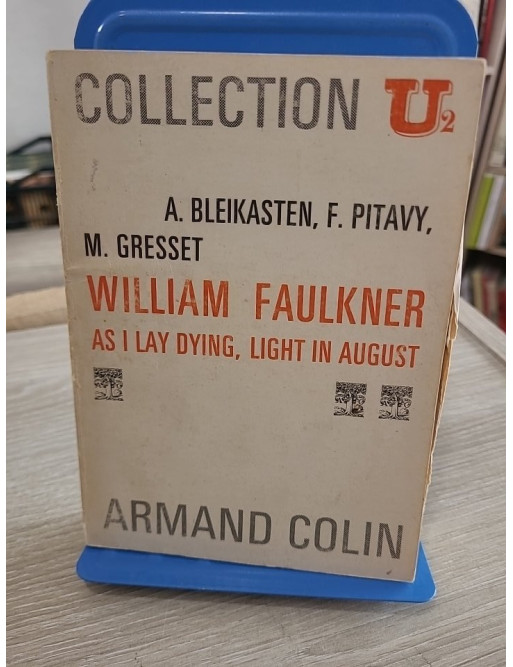 COLLECTION U2
A. BLEIKASTEN, F. PITAVY,
M. GRESSET
WILLIAM FAULKNER
AS I LAY DYING, LIGHT IN AUGUST
ARMAND COLIN